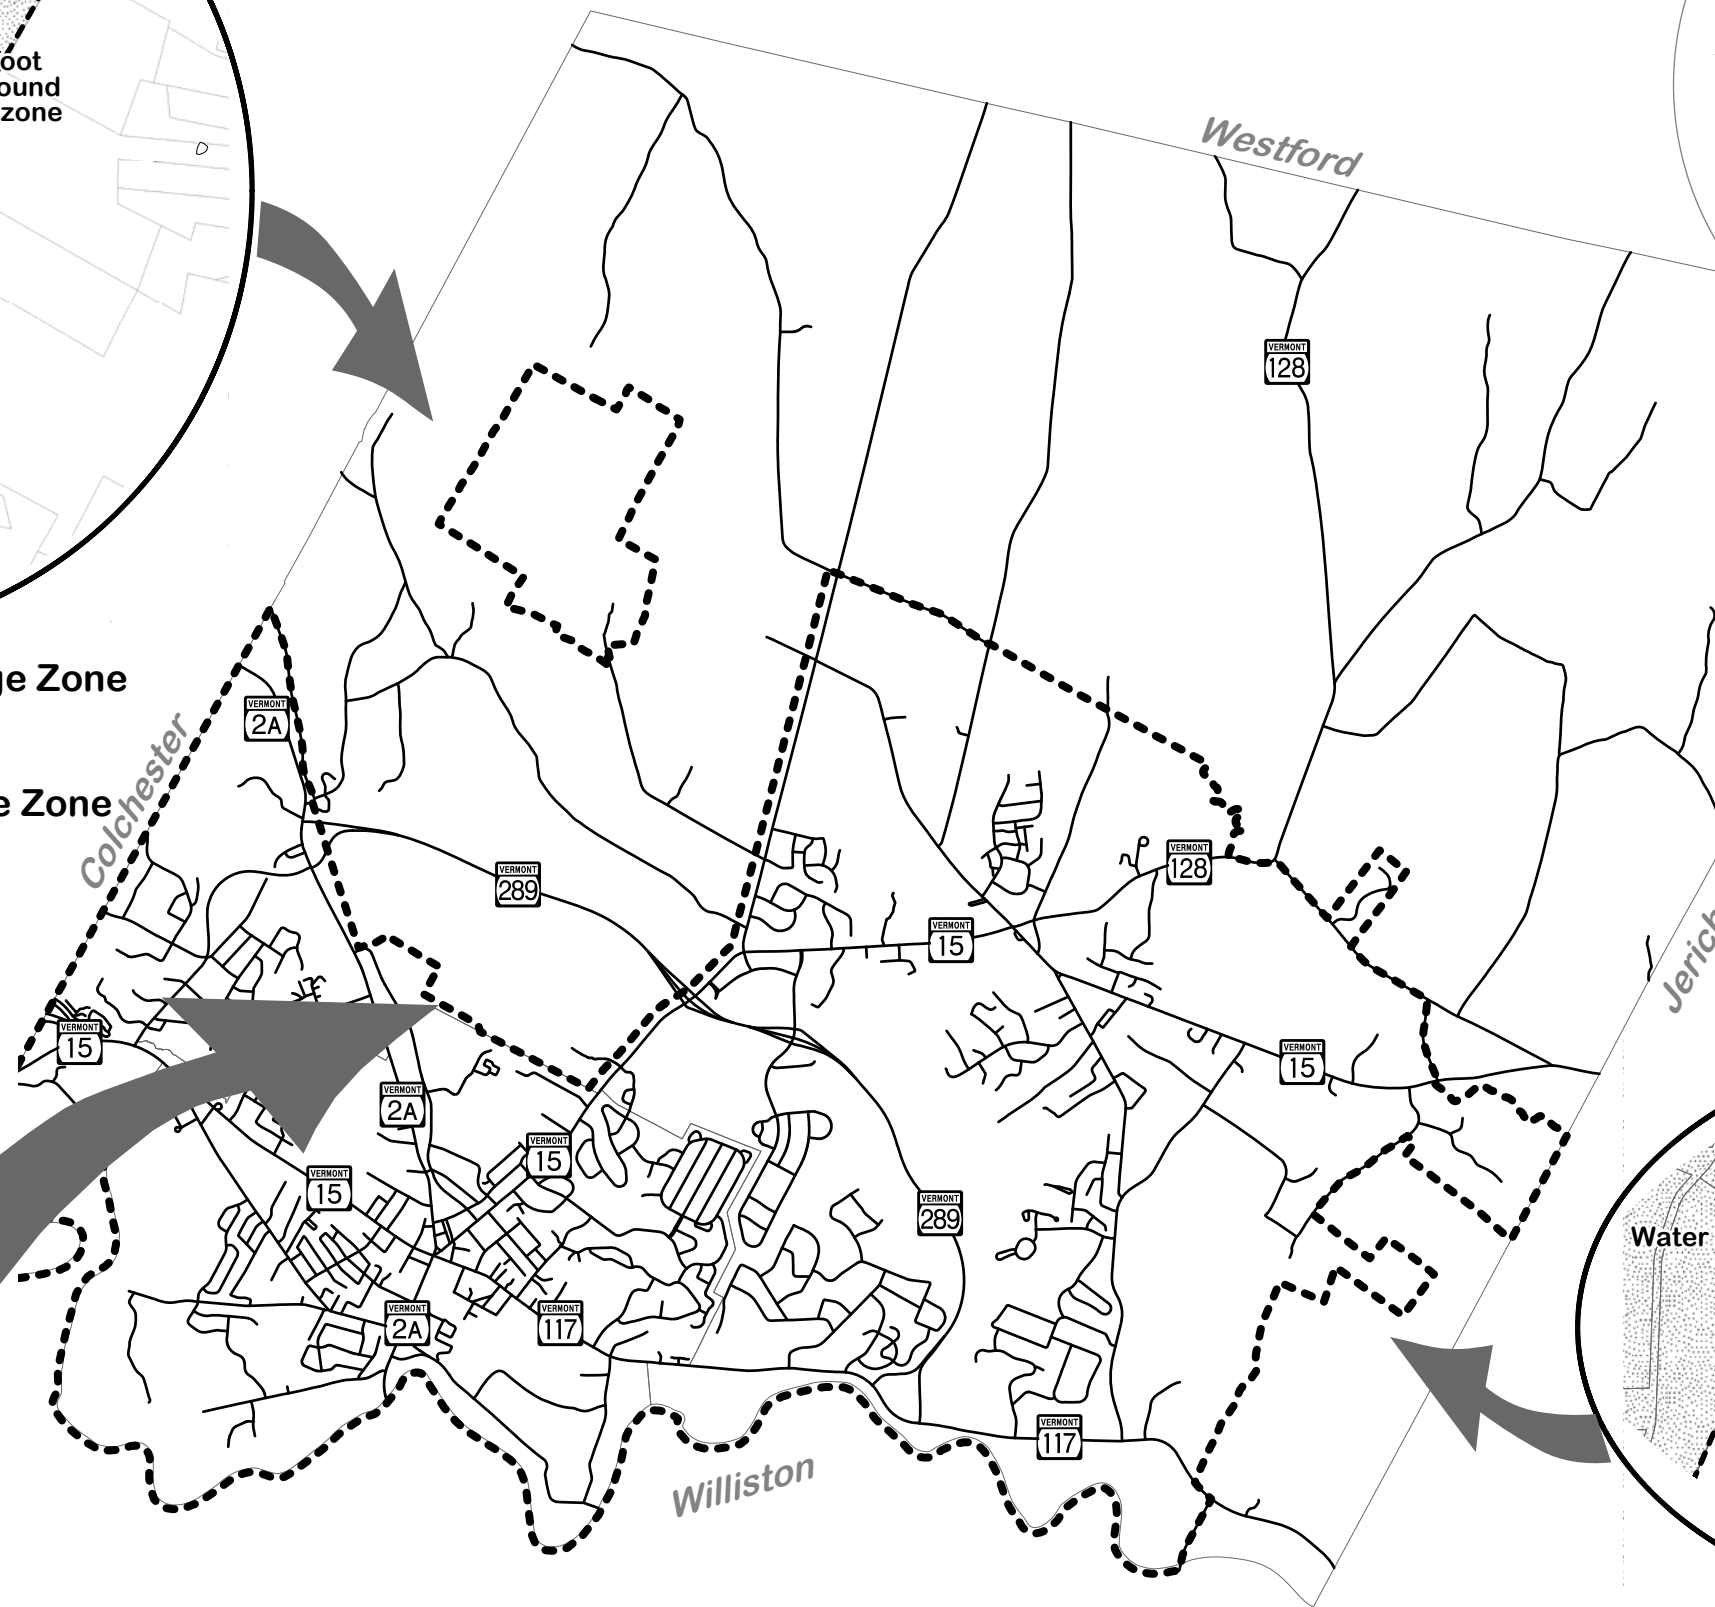 oot
ound
zone
Westford
VERMONT
128
ge Zone
VERMONT
2A
Colchester
e Zone
VERMONT
289
VERMONT
128
VERMONT
15
Jerich
VERMONT
15
VERMONT
15
VERMONT
2A
VERMONT
15
VERMONT
15
VERMONT
289
Water
VERMONT
2A
VERMONT
117
VERMONT
117
Williston